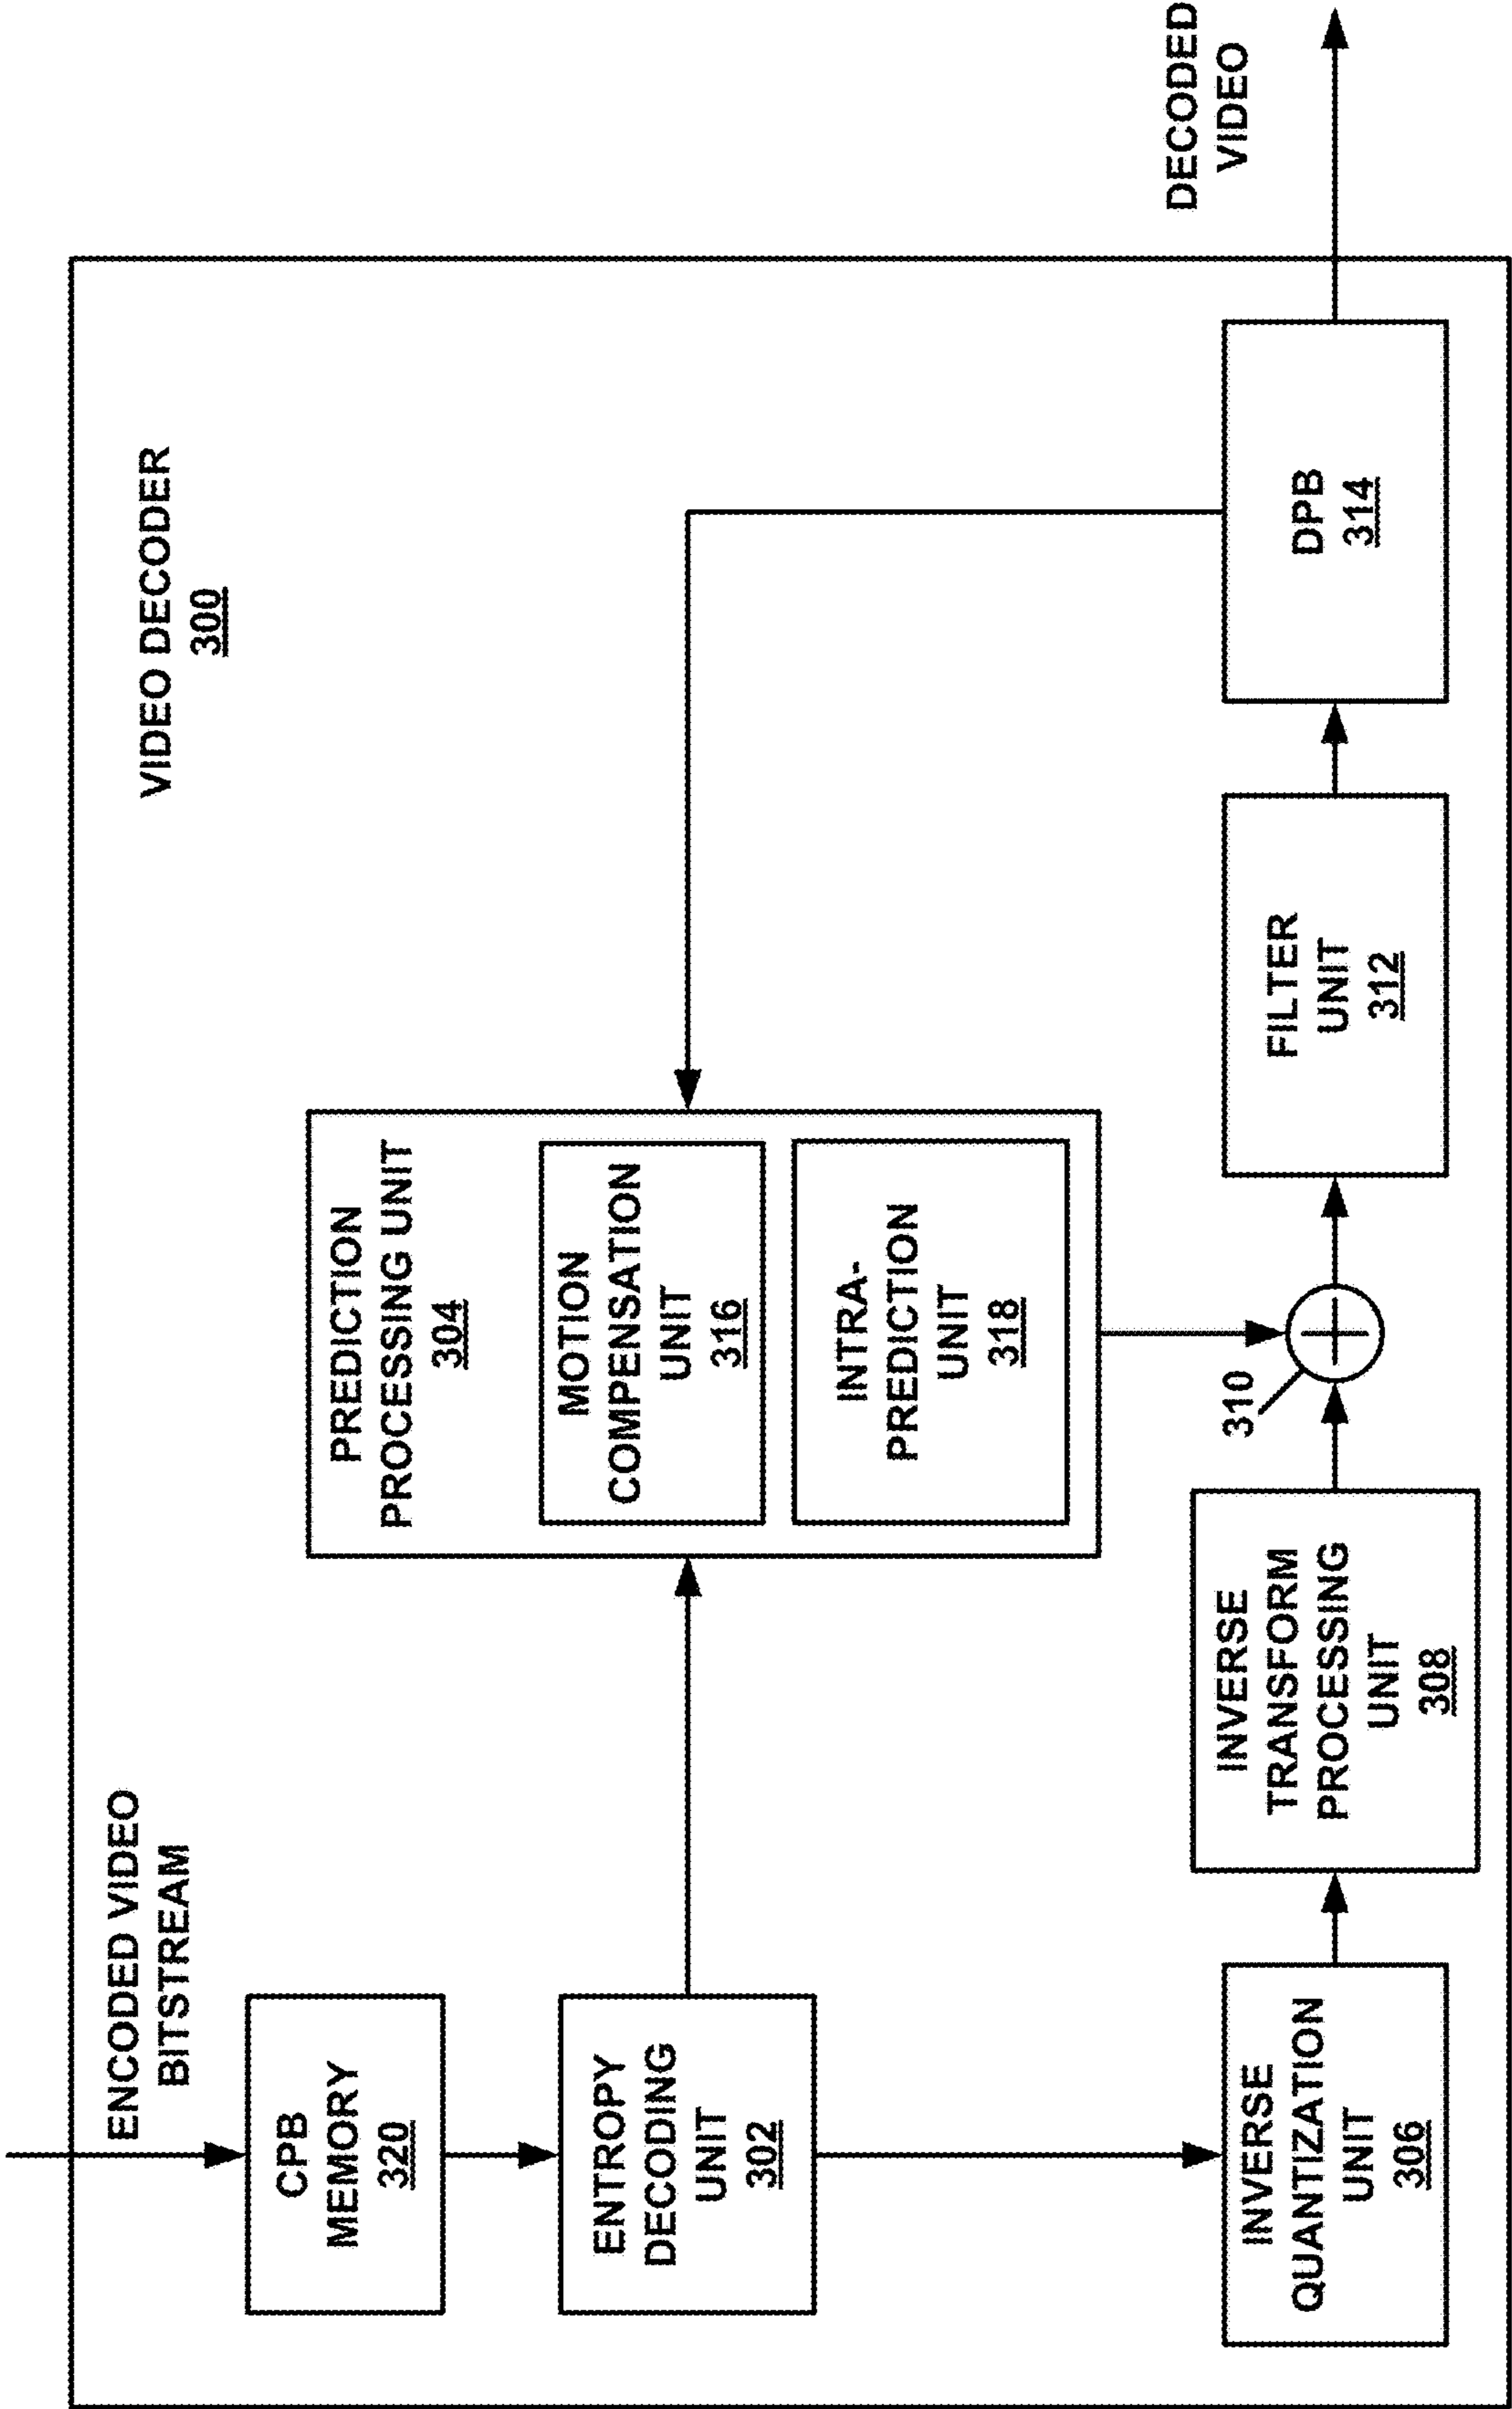 ENCODED VIDEO
BITSTREAM
VIDEO DECODER
300
CPB
MEMORY
320
ENTROPY
DECODING
UNIT
302
PREDICTION
PROCESSING UNIT
304
MOTION
COMPENSATION
UNIT
316
INTRA-
PREDICTION
UNIT
318
INVERSE
QUANTIZATION
UNIT
306
INVERSE
TRANSFORM
PROCESSING
UNIT
308
310
FILTER
UNIT
312
DPB
314
DECODED
VIDEO